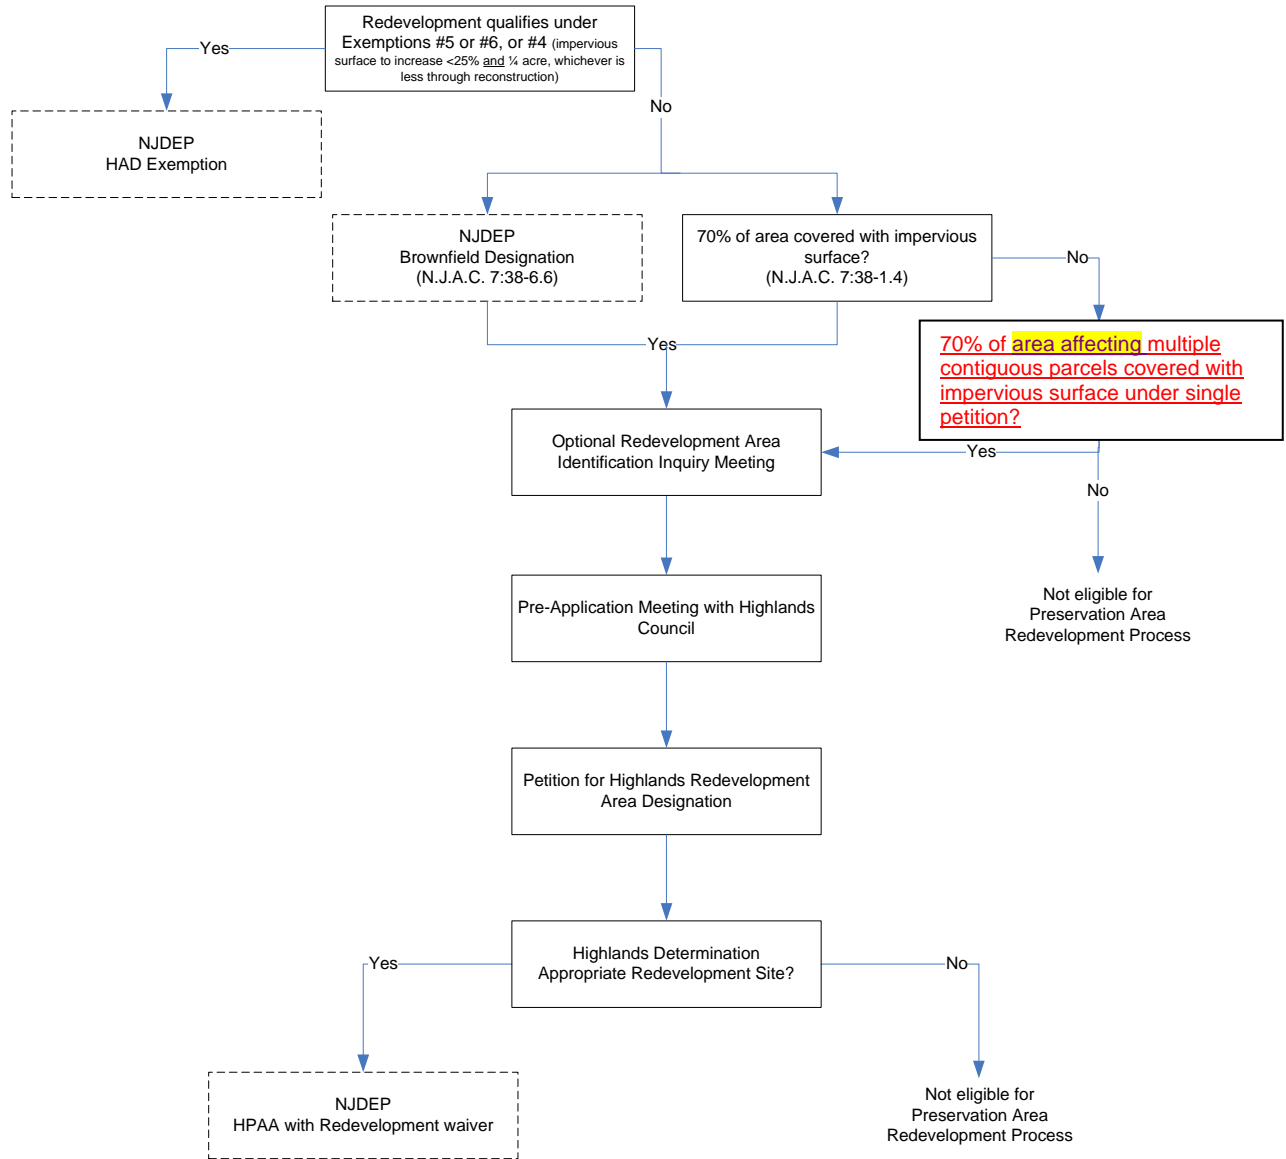 Redevelopment qualifies under
Exemptions #5 or #6, or #4 (impervious
surface to increase <25% and ¼ acre, whichever is
less through reconstruction)
Yes
No
NJDEP
HAD Exemption
NJDEP
Brownfield Designation
(N.J.A.C. 7:38-6.6)
70% of area covered with impervious
surface?
(N.J.A.C. 7:38-1.4)
No
Yes
70% of area affecting multiple
contiguous parcels covered with
impervious surface under single
petition?
Optional Redevelopment Area
Identification Inquiry Meeting
Yes
No
Pre-Application Meeting with Highlands
Council
Not eligible for
Preservation Area
Redevelopment Process
Petition for Highlands Redevelopment
Area Designation
Highlands Determination
Appropriate Redevelopment Site?
Yes
No
NJDEP
HPAA with Redevelopment waiver
Not eligible for
Preservation Area
Redevelopment Process